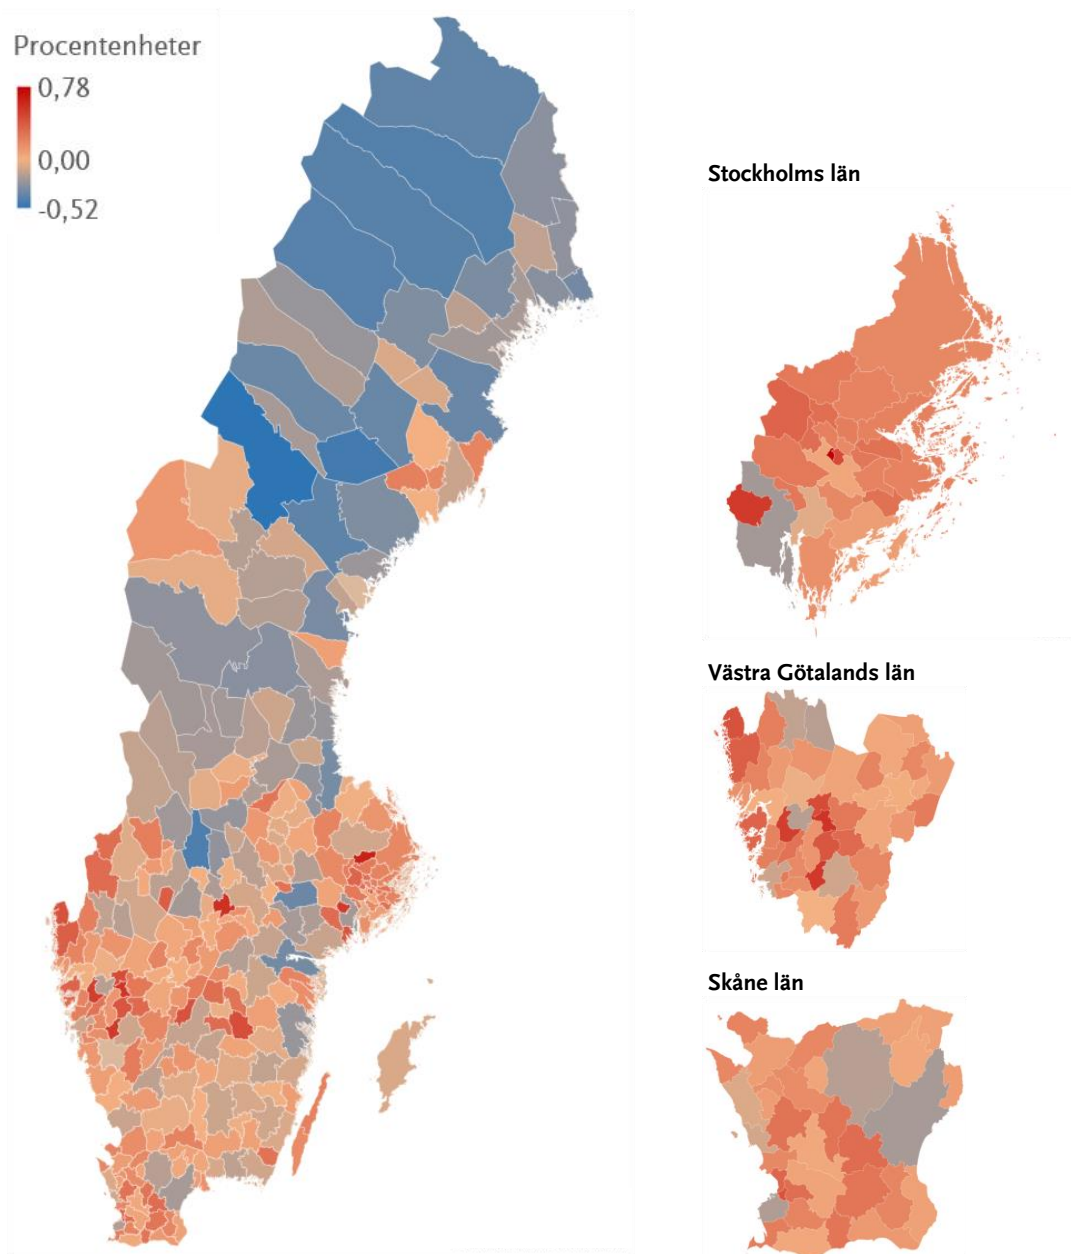 Procentenheter
0,78
0,00
-0,52
Stockholms län
Västra Götalands län
Skåne län